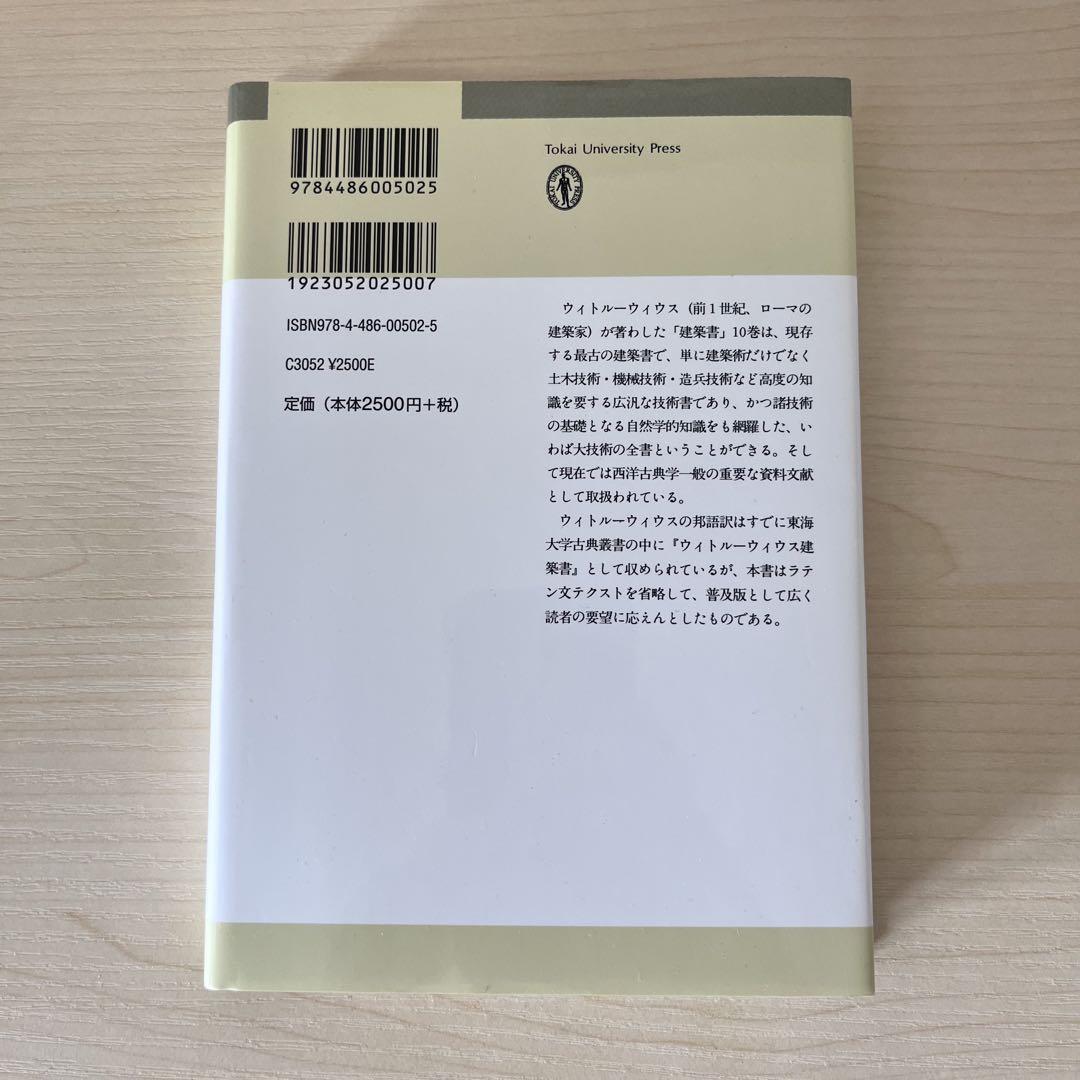 9784486005025
1923052025007
ISBN978-4-486-00502-5
C3052 ¥2500E
定価（本体2500円＋税）
Tokai University Press
TOKAI UNIVERSITY PRESS
ウィトルーウィウス（前1世紀、ローマの
建築家）が著わした「建築書」10巻は、現存
する最古の建築書で、単に建築術だけでなく
土木技術・機械技術・造兵技術など高度の知
識を要する広汎な技術書であり、かつ諸技術
の基礎となる自然学的知識をも網羅した、い
わば大技術の全書ということができる。そし
て現在では西洋古典学一般の重要な資料文献
として取扱われている。
ウィトルーウィウスの邦語訳はすでに東海
大学古典叢書の中に『ウィトルーウィウス建
築書』として収められているが、本書はラテ
ン文テクストを省略して、普及版として広く
読者の要望に応えんとしたものである。